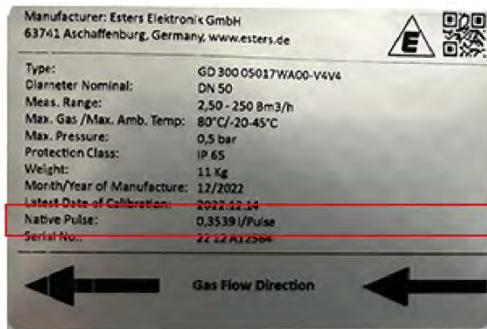 Manufacturer: Esters Elektronik GmbH
63741 Aschaffenburg, Germany, www.esters.de
E
Type: GD 300 05017WA00-V4V4
Diameter Nominal: DN 50
Meas. Range: 2,50 - 250 Bm3/h
Max. Gas /Max. Amb. Temp: 80°C/-20-45°C
Max. Pressure: 0,5 bar
Protection Class: IP 65
Weight: 11 Kg
Month/Year of Manufacture: 12/2022
Latest Date of Calibration: 2022.12.14
Native Pulse: 0,3539 l/Pulse
Serial No.: 22 12 A12564
Gas Flow Direction